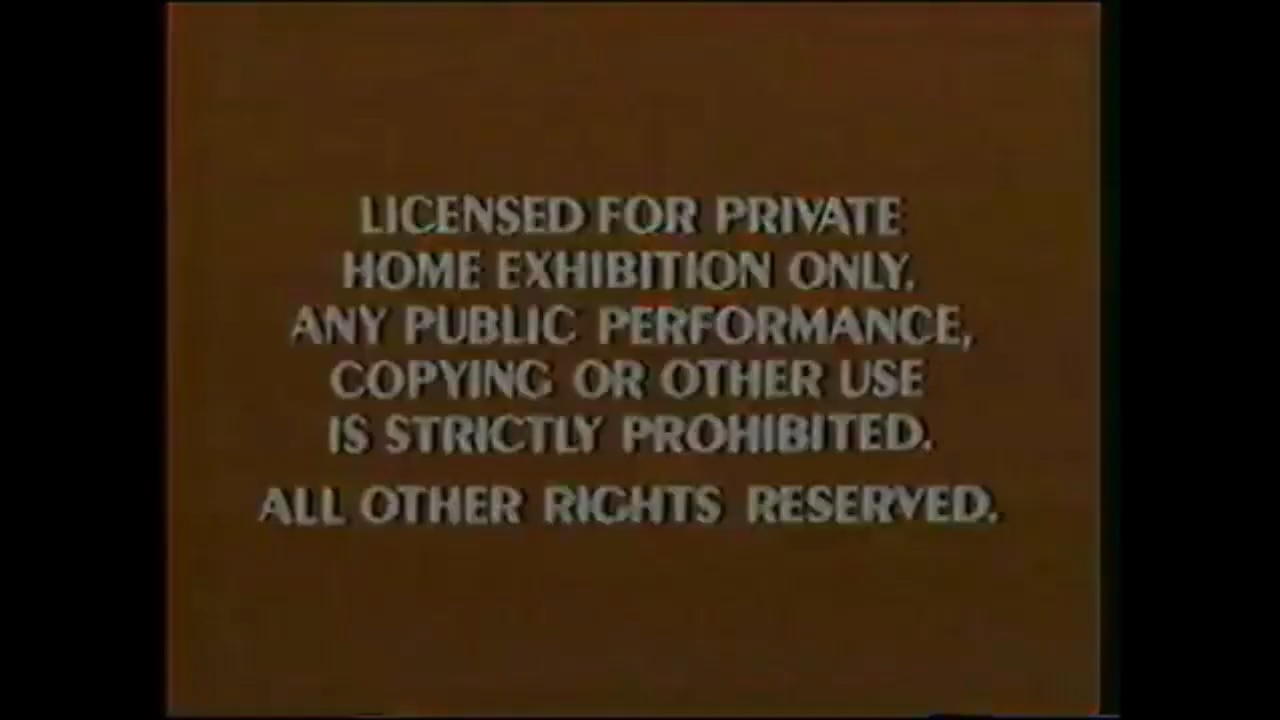 LICENSED FOR PRIVATE
HOME EXHIBITION ONLY.
ANY PUBLIC PERFORMANCE,
COPYING OR OTHER USE
IS STRICTLY PROHIBITED.
ALL OTHER RIGHTS RESERVED.